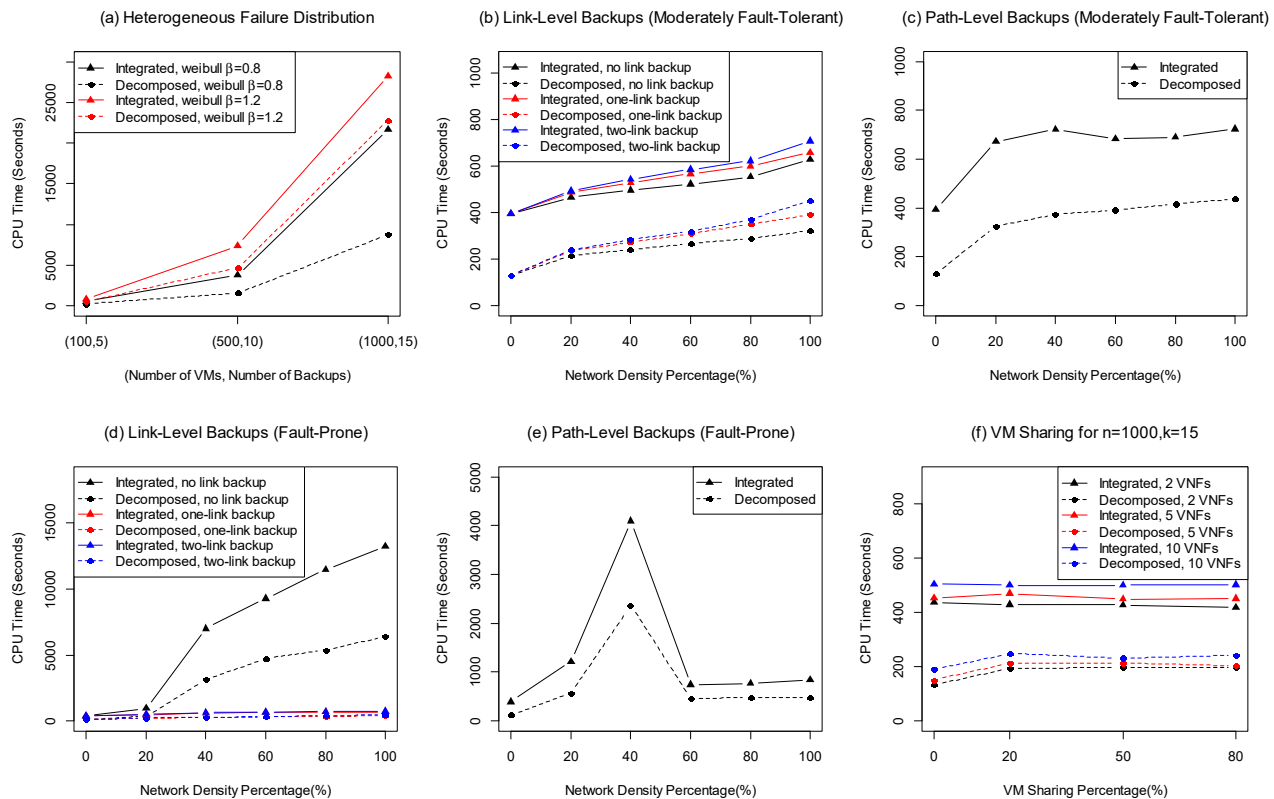 (a) Heterogeneous Failure Distribution
CPU Time (Seconds)
0 5000 15000 25000
Integrated, weibull β=0.8
Decomposed, weibull β=0.8
Integrated, weibull β=1.2
Decomposed, weibull β=1.2
(100,5) (500,10) (1000,15)
(Number of VMs, Number of Backups)
(b) Link-Level Backups (Moderately Fault-Tolerant)
CPU Time (Seconds)
0 200 400 600 800 1000
Integrated, no link backup
Decomposed, no link backup
Integrated, one-link backup
Decomposed, one-link backup
Integrated, two-link backup
Decomposed, two-link backup
0 20 40 60 80 100
Network Density Percentage(%)
(c) Path-Level Backups (Moderately Fault-Tolerant)
CPU Time (Seconds)
0 200 400 600 800 1000
Integrated
Decomposed
0 20 40 60 80 100
Network Density Percentage(%)
(d) Link-Level Backups (Fault-Prone)
CPU Time (Seconds)
0 5000 10000 15000
Integrated, no link backup
Decomposed, no link backup
Integrated, one-link backup
Decomposed, one-link backup
Integrated, two-link backup
Decomposed, two-link backup
0 20 40 60 80 100
Network Density Percentage(%)
(e) Path-Level Backups (Fault-Prone)
CPU Time (Seconds)
0 1000 2000 3000 4000 5000
Integrated
Decomposed
0 20 40 60 80 100
Network Density Percentage(%)
(f) VM Sharing for n=1000,k=15
CPU Time (Seconds)
0 200 400 600 800
Integrated, 2 VNFs
Decomposed, 2 VNFs
Integrated, 5 VNFs
Decomposed, 5 VNFs
Integrated, 10 VNFs
Decomposed, 10 VNFs
0 20 50 80
VM Sharing Percentage(%)